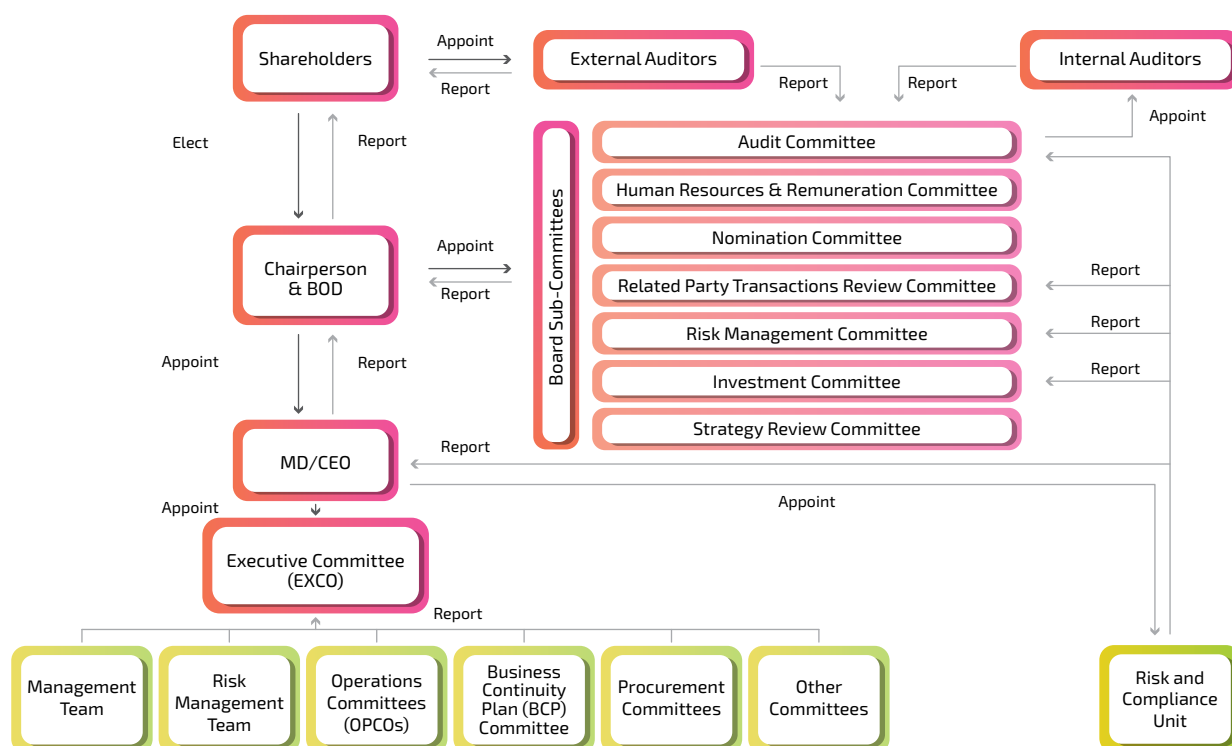 Shareholders
Appoint
Report
External Auditors
Report
Report
Internal Auditors
Appoint
Elect
Report
Board Sub-Committees
Audit Committee
Human Resources & Remuneration Committee
Nomination Committee
Related Party Transactions Review Committee
Risk Management Committee
Investment Committee
Strategy Review Committee
Report
Report
Report
Chairperson
& BOD
Appoint
Report
Appoint
Report
MD/CEO
Report
Appoint
Appoint
Executive Committee
(EXCO)
Report
Management
Team
Risk
Management
Team
Operations
Committees
(OPCOs)
Business
Continuity
Plan (BCP)
Committee
Procurement
Committees
Other
Committees
Risk and
Compliance
Unit